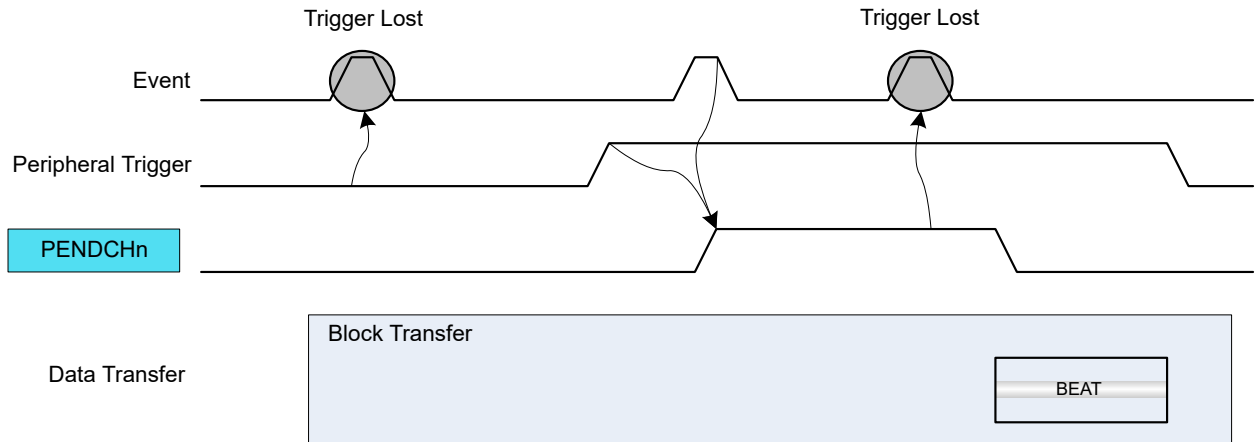 Trigger Lost
Trigger Lost
Event
Peripheral Trigger
PENDCHn
Block Transfer
Data Transfer
BEAT